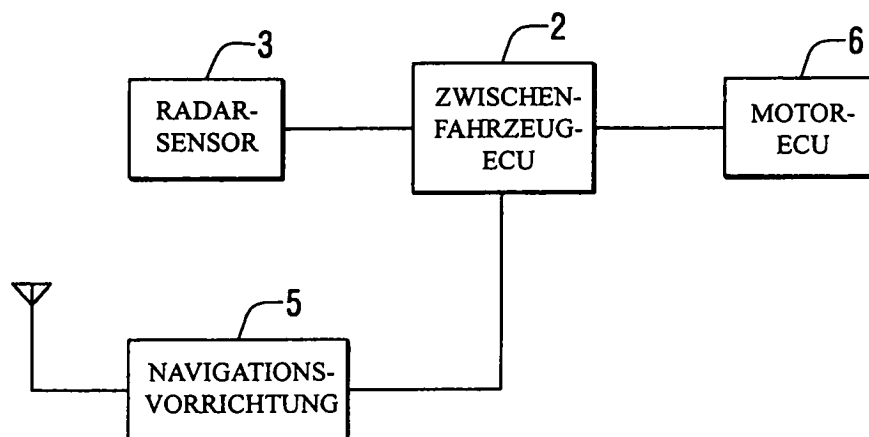 3
RADAR-
SENSOR
2
ZWISCHEN-
FAHRZEUG-
ECU
6
MOTOR-
ECU
5
NAVIGATIONS-
VORRICHTUNG